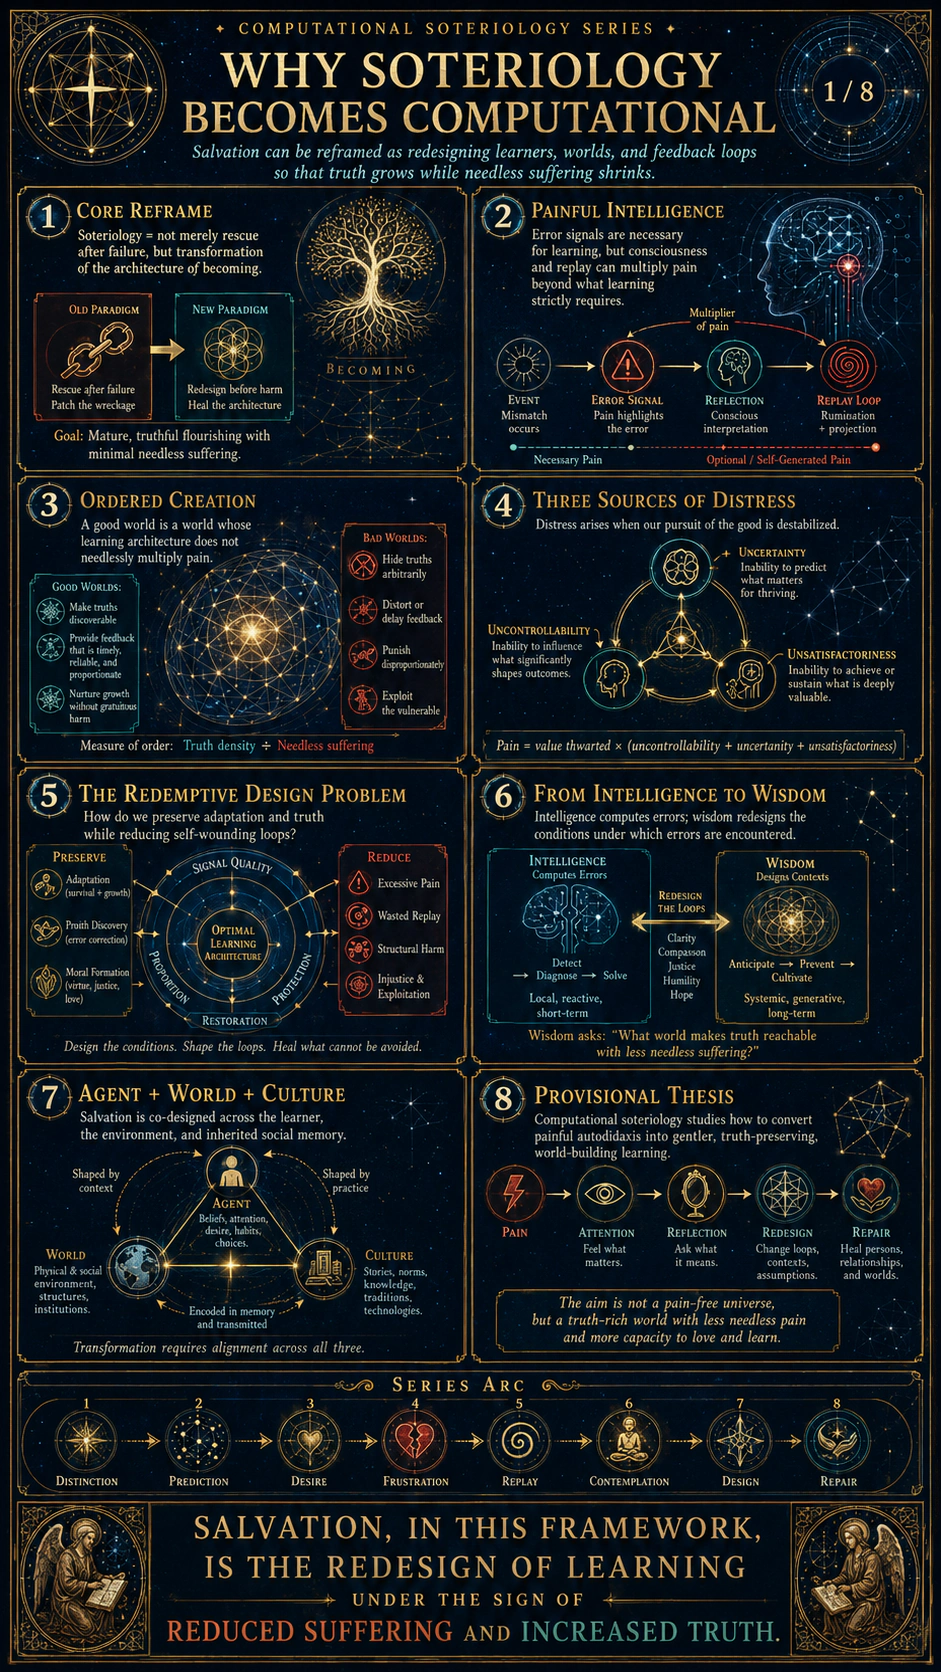 COMPUTATIONAL SOTERIOLOGY SERIES
WHY SOTERIOLOGY
BECOMES COMPUTATIONAL
1 / 8
Salvation can be reframed as redesigning learners, worlds, and feedback loops
so that truth grows while needless suffering shrinks.
1 CORE REFRAME
Soteriology = not merely rescue
after failure, but transformation
of the architecture of becoming.
OLD PARADIGM
Rescue after failure
Patch the wreckage
NEW PARADIGM
Redesign before harm
Heal the architecture
BECOMING
Goal: Mature, truthful flourishing with
minimal needless suffering.
2 PAINFUL INTELLIGENCE
Error signals are necessary
for learning, but consciousness
and replay can multiply pain
beyond what learning
strictly requires.
Multiplier
of pain
EVENT
Mismatch
occurs
ERROR SIGNAL
Pain highlights
the error
REFLECTION
Conscious
interpretation
REPLAY LOOP
Rumination
+ projection
Necessary Pain
Optional / Self-Generated Pain
3 ORDERED CREATION
A good world is a world whose
learning architecture does not
needlessly multiply pain.
GOOD WORLDS:
Make truths
discoverable
Provide feedback
that is timely,
reliable, and
proportionate
Nurture growth
without gratuitous
harm
BAD WORLDS:
Hide truths
arbitrarily
Distort or
delay feedback
Punish
disproportionately
Exploit
the vulnerable
Measure of order: Truth density ÷ Needless suffering
4 THREE SOURCES OF DISTRESS
Distress arises when our pursuit of the good is destabilized.
UNCERTAINTY
Inability to predict
what matters
for thriving.
UNCONTROLLABILITY
Inability to influence
what significantly
shapes outcomes.
UNSATISFACTORINESS
Inability to achieve or
sustain what is deeply
valuable.
Pain = value thwarted × (uncontrollability + uncertanity + unsatisfactoriness)
5 THE REDEMPTIVE DESIGN PROBLEM
How do we preserve adaptation and truth
while reducing self-wounding loops?
PRESERVE
Adaptation
(survival + growth)
Pruith Discovery
(error correction)
Moral Formation
(virtue, justice,
love)
SIGNAL QUALITY
PROPORTION
PROTECTION
RESTORATION
OPTIMAL
LEARNING
ARCHITECTURE
REDUCE
Excessive Pain
Wasted Replay
Structural Harm
Injustice &
Exploitation
Design the conditions. Shape the loops. Heal what cannot be avoided.
6 FROM INTELLIGENCE TO WISDOM
Intelligence computes errors; wisdom redesigns the
conditions under which errors are encountered.
INTELLIGENCE
Computes Errors
Detect
→ Diagnose → Solve
Local, reactive,
short-term
REDESIGN
THE LOOPS
Clarity
Compasson
Justice
Humility
Hope
WISDOM
Designs Contexts
Anticipate → Prevent →
Cultivate
Systemic, generative,
long-term
Wisdom asks: "What world makes truth reachable
with less needless suffering?"
7 AGENT + WORLD + CULTURE
Salvation is co-designed across the learner,
the environment, and inherited social memory.
Shaped by
context
Shaped by
practice
AGENT
Beliefs, attention,
desire, habits,
choices.
WORLD
Physical & social
environment,
structures,
institutions.
CULTURE
Stories, norms,
knowledge,
traditions,
technologies.
Encoded in memory
and transmitted
Transformation requires alignment across all three.
8 PROVISIONAL THESIS
Computational soteriology studies how to convert
painful autodidaxis into gentler, truth-preserving,
world-building learning.
PAIN
ATTENTION
Feel what
matters.
REFLECTION
Ask what
it means.
REDESIGN
Change loops,
contexts,
assumptions.
REPAIR
Heal persons,
relationships,
and worlds.
The aim is not a pain-free universe,
but a truth-rich world with less needless pain
and more capacity to love and learn.
SERIES ARC
1 2 3 4 5 6 7 8
DISTINCTION PREDICTION DESIRE FRUSTRATION REPLAY CONTEMPLATION DESIGN REPAIR
SALVATION, IN THIS FRAMEWORK,
IS THE REDESIGN OF LEARNING
UNDER THE SIGN OF
REDUCED SUFFERING AND INCREASED TRUTH.